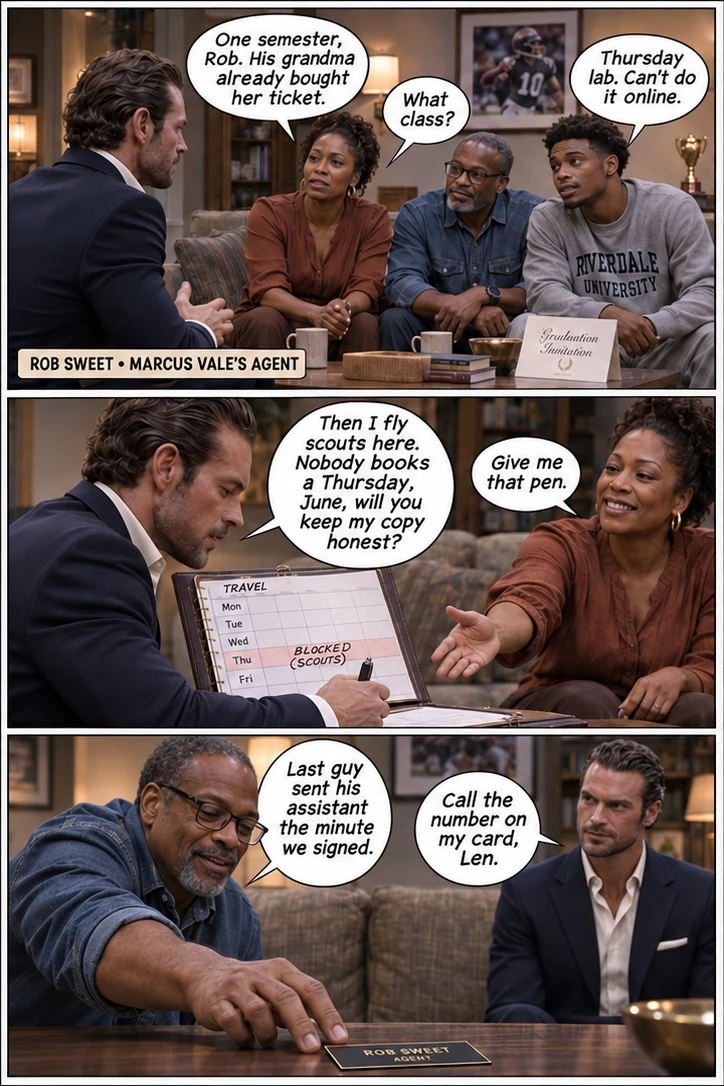 One semester,
Rob. His grandma
already bought
her ticket.
What
class?
Thursday
lab. Can't do
it online.
10
RIVERDALE
UNIVERSITY
Graduation
Invitation
ROB SWEET • MARCUS VALE'S AGENT
Then I fly
scouts here.
Nobody books
a Thursday,
June, will you
keep my copy
honest?
Give me
that pen.
TRAVEL
Mon
Tue
Wed
Thu
BLOCKED
(SCOUTS)
Fri
Last guy
sent his
assistant
the minute
we signed.
Call the
number on
my card,
Len.
ROB SWEET
AGENT